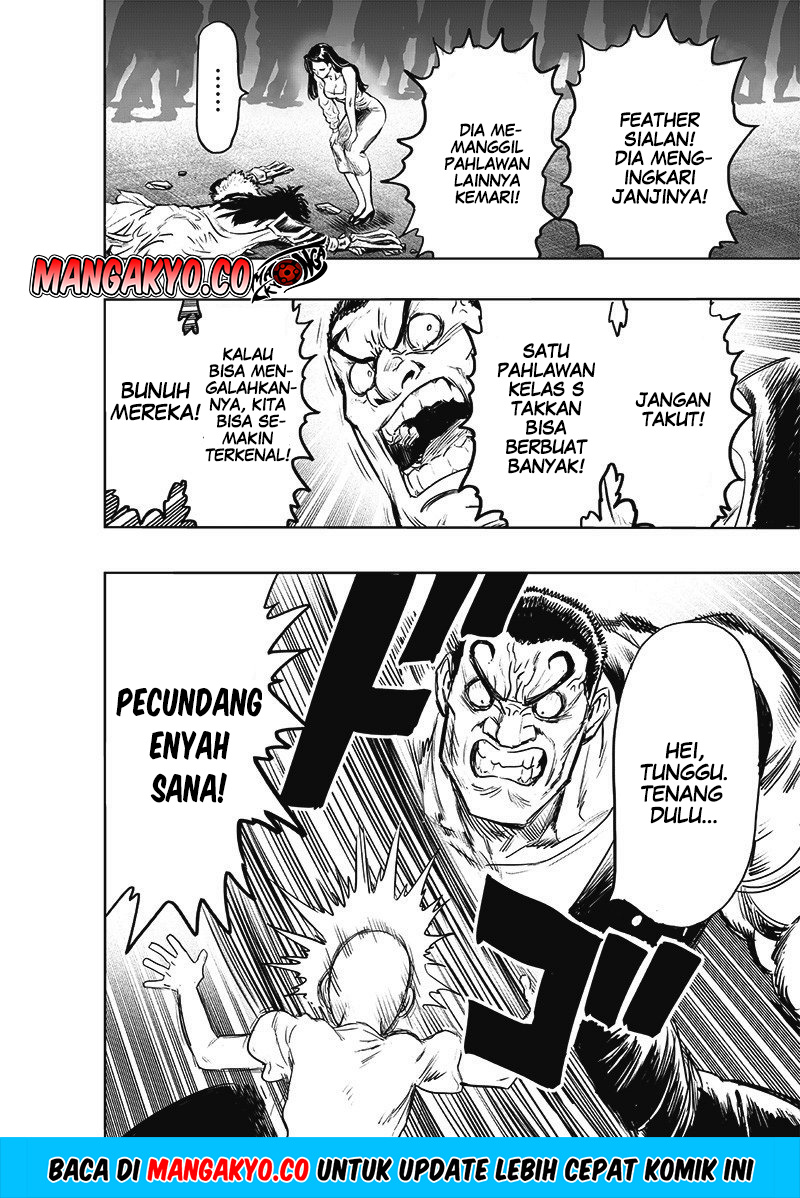 FEATHER
SIALAN!
DIA MENG-
INGKARI
JANJINYA!
DIA ME-
MANGGIL
PAHLAWAN
LAINNYA
KEMARI!
......
MANGAKYO.CO
JANGAN
TAKUT!
SATU
PAHLAWAN
KELAS S
TAKKAN
BISA
BERBUAT
BANYAK!
KALAU
BISA MEN-
GALAHKAN-
NYA, KITA
BISA SE-
MAKIN
TERKENAL!
BUNUH
MEREKA!
HEI,
TUNGGU.
TENANG
DULU...
ドゴ
PECUNDANG
ENYAH
SANA!
BACA DI MANGAKYO.CO UNTUK UPDATE LEBIH CEPAT KOMIK INI